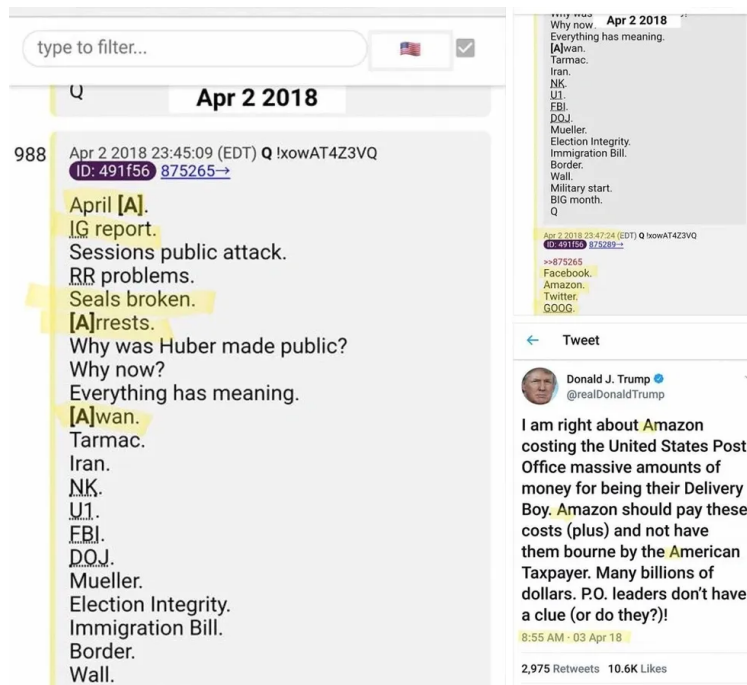 type to filter...
Q
Apr 2 2018
988
Apr 2 2018 23:45:09 (EDT) Q !xowAT4Z3VQ
ID: 491f56 875265→
April [A].
IG report.
Sessions public attack.
RR problems.
Seals broken.
[A]rrests.
Why was Huber made public?
Why now?
Everything has meaning.
[A]wan.
Tarmac.
Iran.
NK.
U1.
FBI.
DOJ.
Mueller.
Election Integrity.
Immigration Bill.
Border.
Wall.
Apr 2 2018
Why now.
Everything has meaning.
[A]wan.
Tarmac.
Iran.
NK.
U1.
FBI.
DOJ.
Mueller.
Election Integrity.
Immigration Bill.
Border.
Wall.
Military start.
BIG month.
Q
Apr 2 2018 23:47:24 (EDT) Q !xowAT4Z3VQ
ID: 491f56 875289→
>>875265
Facebook.
Amazon.
Twitter.
GOOG.
Tweet
Donald J. Trump
@realDonaldTrump
I am right about Amazon
costing the United States Post
Office massive amounts of
money for being their Delivery
Boy. Amazon should pay these
costs (plus) and not have
them bourne by the American
Taxpayer. Many billions of
dollars. P.O. leaders don't have
a clue (or do they?)!
8:55 AM · 03 Apr 18
2,975 Retweets 10.6K Likes